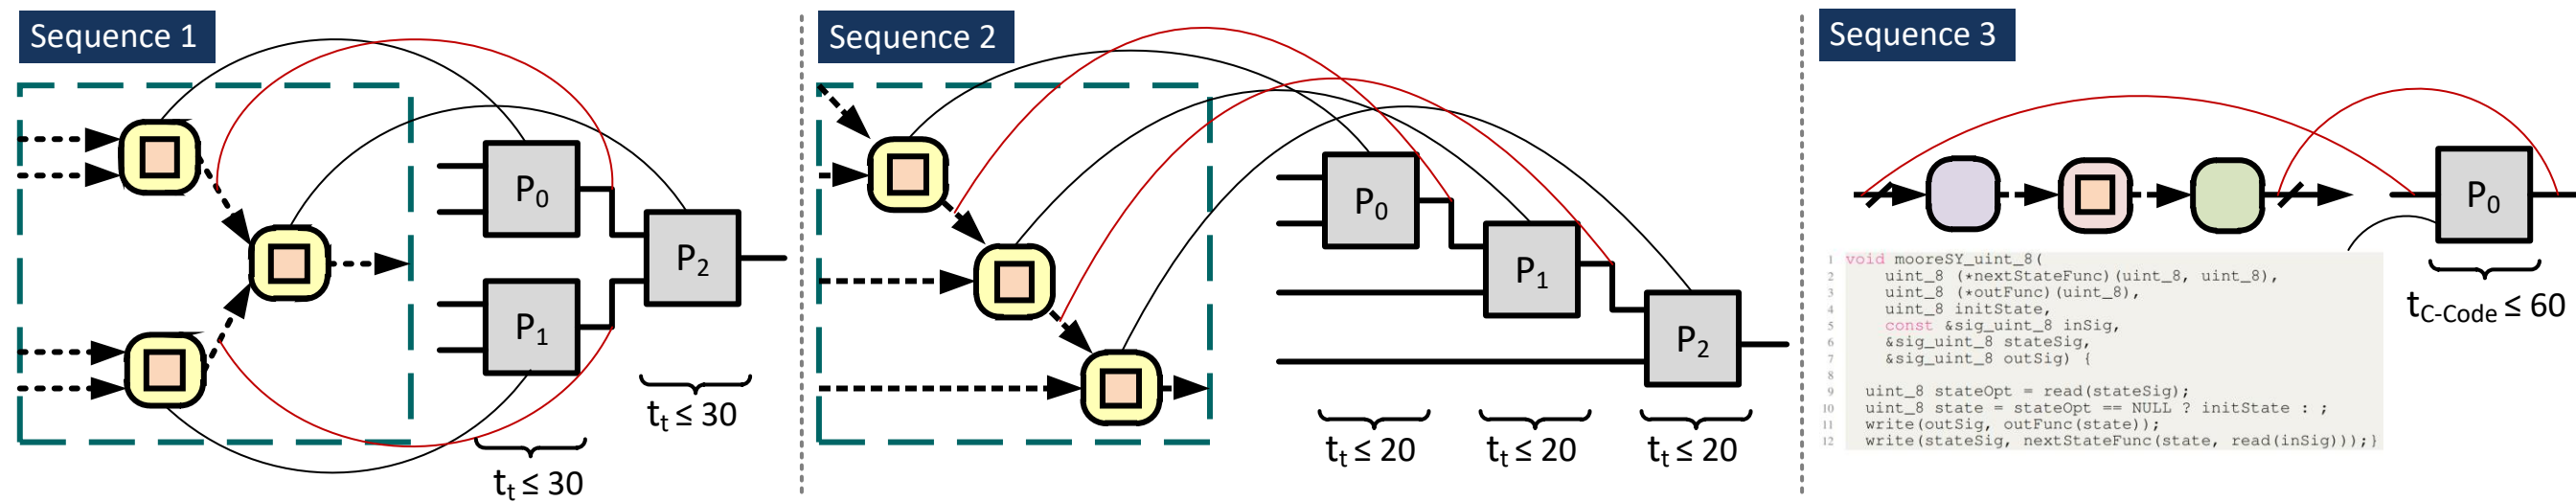 Sequence 1
P0
P1
P2
tt ≤ 30
tt ≤ 30
Sequence 2
P0
P1
P2
tt ≤ 20
tt ≤ 20
tt ≤ 20
Sequence 3
P0
tC-Code ≤ 60
1 void mooreSY_uint_8(
2 uint_8 (*nextStateFunc)(uint_8, uint_8),
3 uint_8 (*outFunc)(uint_8),
4 uint_8 initState,
5 const &sig_uint_8 inSig,
6 &sig_uint_8 stateSig,
7 &sig_uint_8 outSig) {
8
9 uint_8 stateOpt = read(stateSig);
10 uint_8 state = stateOpt == NULL ? initState : ;
11 write(outSig, outFunc(state));
12 write(stateSig, nextStateFunc(state, read(inSig)));}